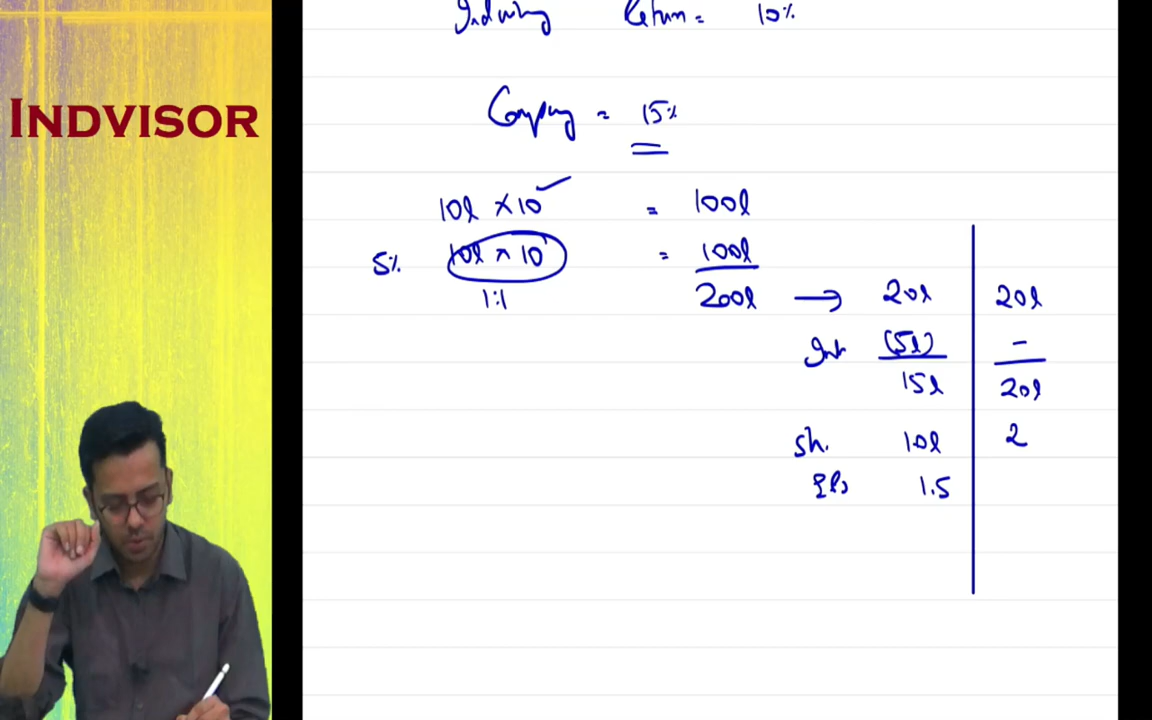 INDVISOR
Industry Return = 10%
Company = 15%
10l × 10 = 100l
5% 10l × 10 = 100l
1:1 200l → 20l 20l
Int (5l) -
15l 20l
Sh. 10l 2
EPS 1.5